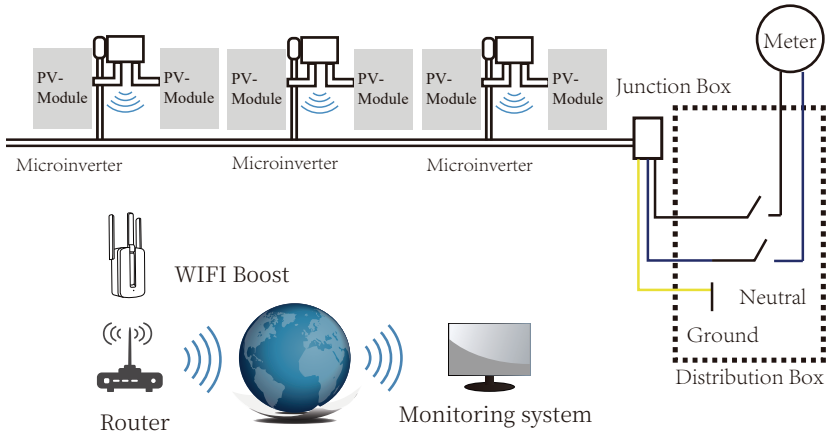 Meter
PV-
Module
PV-
Module
PV-
Module
PV-
Module
PV-
Module
PV-
Module
Junction Box
Microinverter
Microinverter
Microinverter
WIFI Boost
Neutral
Ground
Distribution Box
Router
Monitoring system